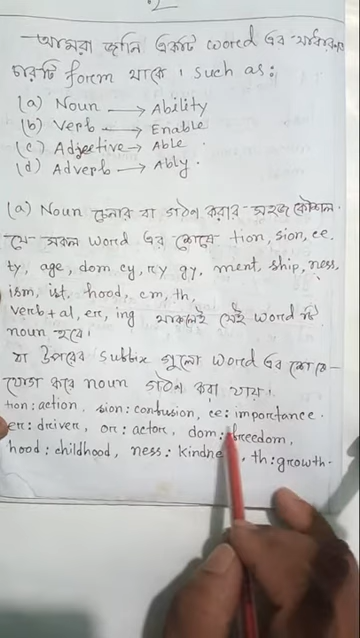 আমরা জানি একটি word এর সাধারনত
চারটি form থাকে। such as:
(a) Noun → Ability
(b) Verb → Enable
(c) Adjective → Able
(d) Adverb → Ably.
(a) Noun চেনার বা গঠন করার সহজ কৌশল.
যে সকল word এর শেষে tion, sion, ce,
ty, age, dom, cy, ry, gy, ment, ship, ness,
ism, ist, hood, em, th,
verb+al, er, ing থাকলেই সেই word টি
noun হবে।
বা উপরের suffix গুলো word এর শেষে
যোগ করে noun গঠন করা যায়।
tion: action, sion: confusion, ce: importance.
er: driver, or: actor, dom: freedom,
hood: childhood, ness: kindness, th: growth.